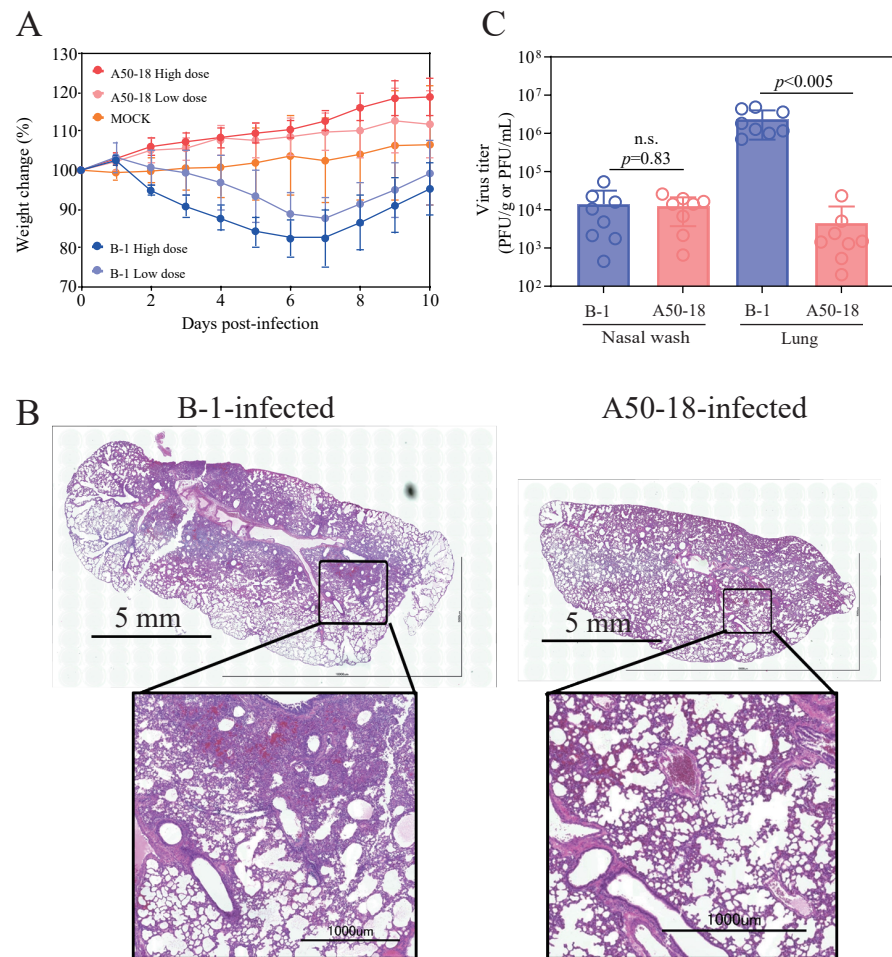 A
Weight change (%)
130
120
110
100
90
80
70
A50-18 High dose
A50-18 Low dose
MOCK
B-1 High dose
B-1 Low dose
0 2 4 6 8 10
Days post-infection
C
Virus titer
(PFU/g or PFU/mL)
10⁸
10⁷
10⁶
10⁵
10⁴
10³
10²
p<0.005
n.s.
p=0.83
B-1 A50-18 B-1 A50-18
Nasal wash Lung
B
B-1-infected A50-18-infected
5 mm
5 mm
1000um
1000um